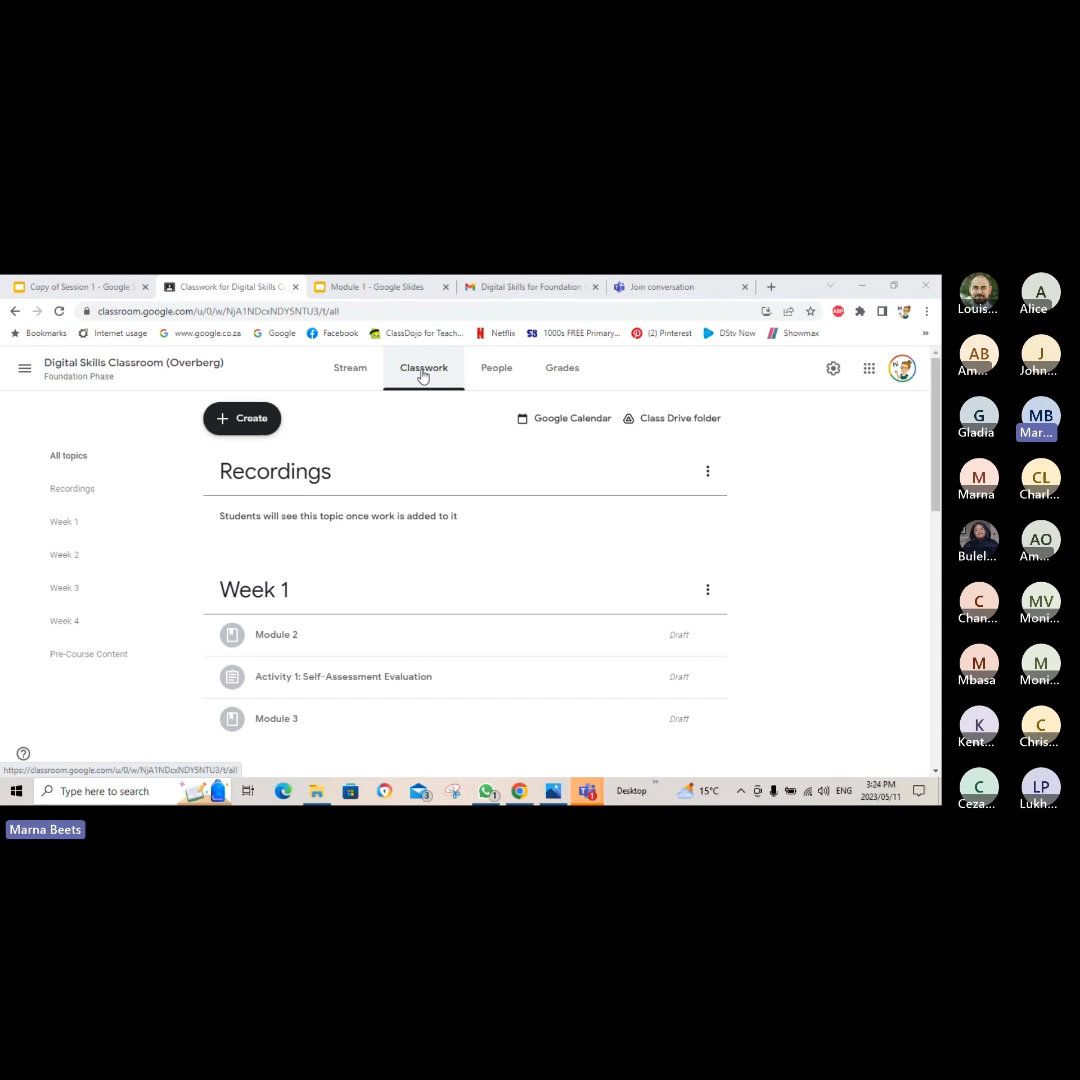 Copy of Session 1 - Google S
Classwork for Digital Skills C
Module 1 - Google Slides
Digital Skills for Foundation
Join conversation
classroom.google.com/u/0/w/NjA1NDcxNDY5NTU3/t/all
ABP
Bookmarks
Internet usage
www.google.co.za
Google
Facebook
ClassDojo for Teach...
Netflix
1000s FREE Primary...
(2) Pinterest
DStv Now
Showmax
Digital Skills Classroom (Overberg)
Foundation Phase
Stream
Classwork
People
Grades
Create
Google Calendar
Class Drive folder
All topics
Recordings
Week 1
Week 2
Week 3
Week 4
Pre-Course Content
Recordings
Students will see this topic once work is added to it
Week 1
Module 2 Draft
Activity 1: Self-Assessment Evaluation Draft
Module 3 Draft
https://classroom.google.com/u/0/w/NjA1NDcxNDY5NTU3/t/all
Type here to search
3
1
1
Desktop
15°C
ENG
3:24 PM
2023/05/11
Marna Beets
Louis...
A
Alice
AB
Am...
J
John...
G
Gladia
MB
Mar...
M
Marna
CL
Charl...
Bulel...
AO
Am...
C
Chan...
MV
Moni...
M
Mbasa
M
Moni...
K
Kent...
C
Chris...
C
Ceza...
LP
Lukh...